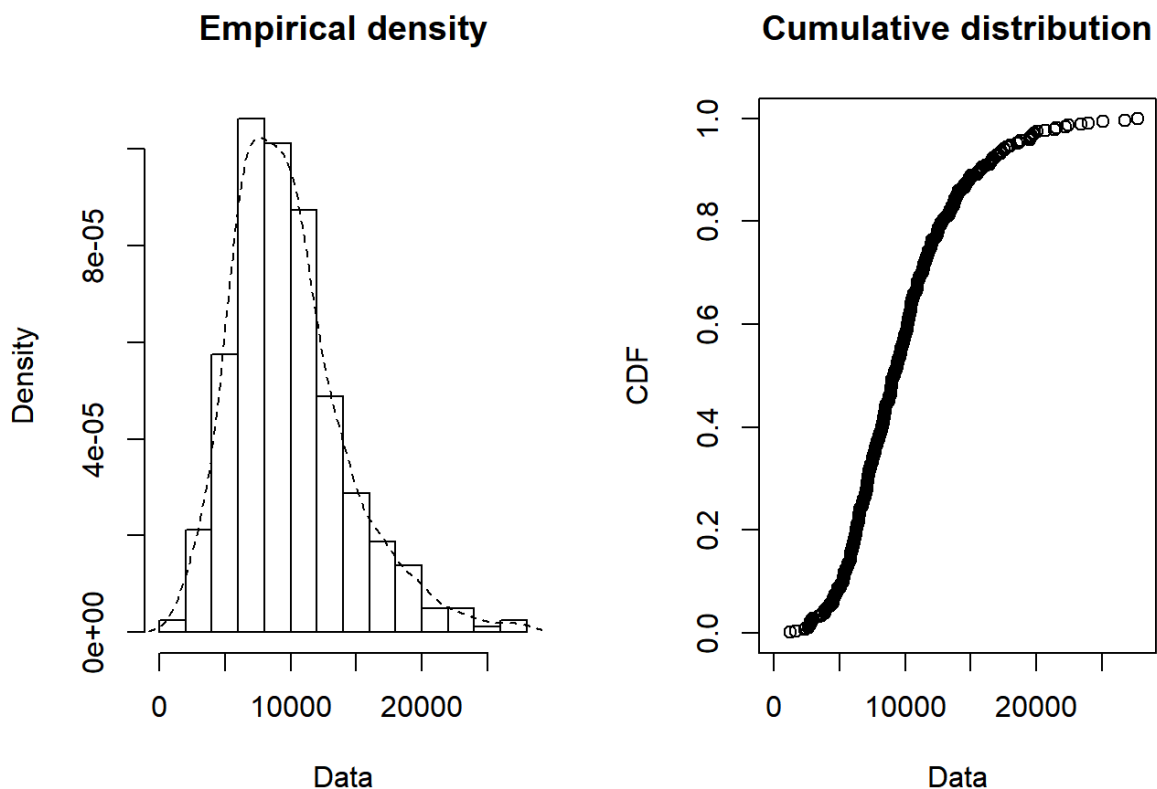 Empirical density
Density
0e+00
4e-05
8e-05
0
10000
20000
Data
Cumulative distribution
CDF
0.0
0.2
0.4
0.6
0.8
1.0
0
10000
20000
Data